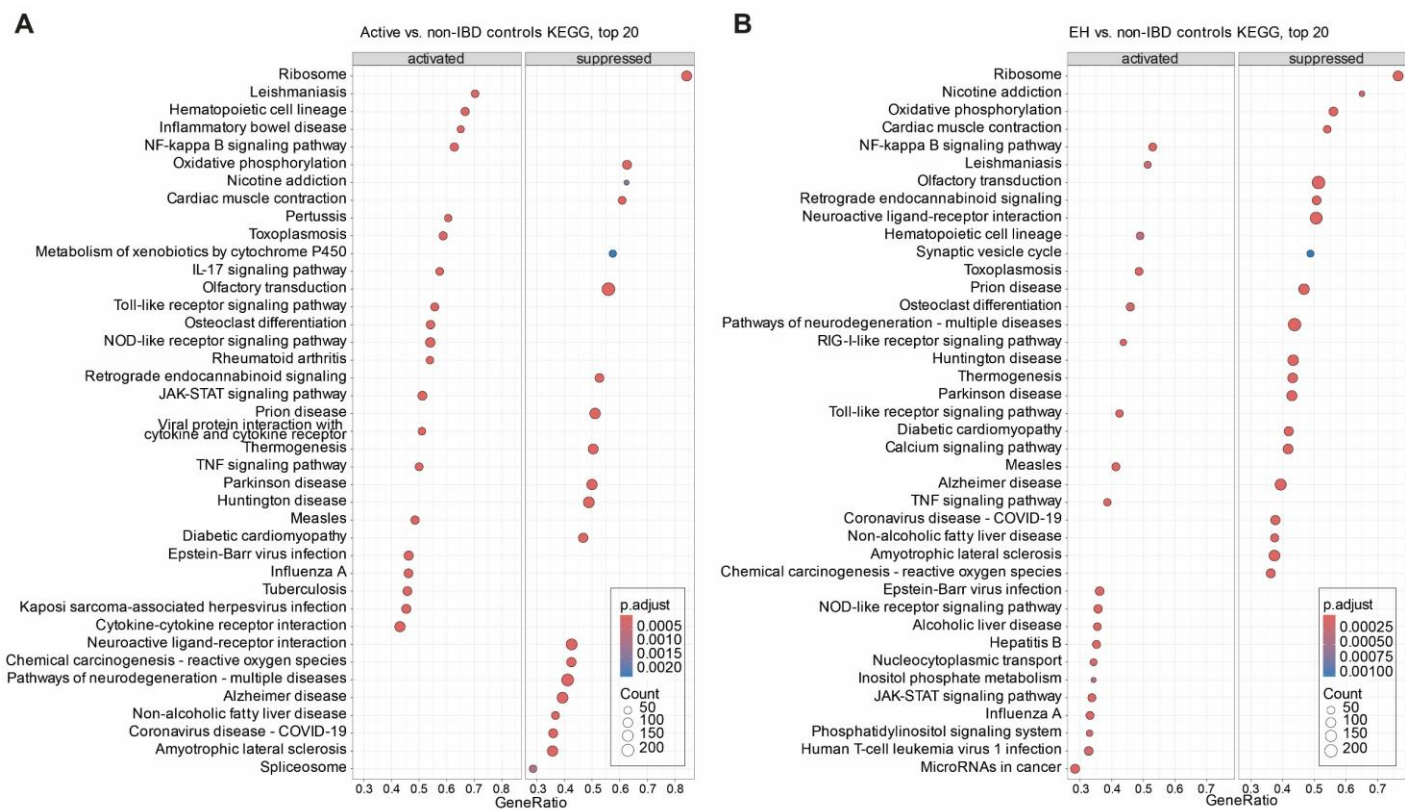 A
Active vs. non-IBD controls KEGG, top 20
activated
suppressed
Ribosome
Leishmaniasis
Hematopoietic cell lineage
Inflammatory bowel disease
NF-kappa B signaling pathway
Oxidative phosphorylation
Nicotine addiction
Cardiac muscle contraction
Pertussis
Toxoplasmosis
Metabolism of xenobiotics by cytochrome P450
IL-17 signaling pathway
Olfactory transduction
Toll-like receptor signaling pathway
Osteoclast differentiation
NOD-like receptor signaling pathway
Rheumatoid arthritis
Retrograde endocannabinoid signaling
JAK-STAT signaling pathway
Prion disease
Viral protein interaction with
cytokine and cytokine receptor
Thermogenesis
TNF signaling pathway
Parkinson disease
Huntington disease
Measles
Diabetic cardiomyopathy
Epstein-Barr virus infection
Influenza A
Tuberculosis
Kaposi sarcoma-associated herpesvirus infection
Cytokine-cytokine receptor interaction
Neuroactive ligand-receptor interaction
Chemical carcinogenesis - reactive oxygen species
Pathways of neurodegeneration - multiple diseases
Alzheimer disease
Non-alcoholic fatty liver disease
Coronavirus disease - COVID-19
Amyotrophic lateral sclerosis
Spliceosome
p.adjust
0.0005
0.0010
0.0015
0.0020
Count
50
100
150
200
0.3 0.4 0.5 0.6 0.7 0.8 0.3 0.4 0.5 0.6 0.7 0.8
GeneRatio
B
EH vs. non-IBD controls KEGG, top 20
activated
suppressed
Ribosome
Nicotine addiction
Oxidative phosphorylation
Cardiac muscle contraction
NF-kappa B signaling pathway
Leishmaniasis
Olfactory transduction
Retrograde endocannabinoid signaling
Neuroactive ligand-receptor interaction
Hematopoietic cell lineage
Synaptic vesicle cycle
Toxoplasmosis
Prion disease
Osteoclast differentiation
Pathways of neurodegeneration - multiple diseases
RIG-I-like receptor signaling pathway
Huntington disease
Thermogenesis
Parkinson disease
Toll-like receptor signaling pathway
Diabetic cardiomyopathy
Calcium signaling pathway
Measles
Alzheimer disease
TNF signaling pathway
Coronavirus disease - COVID-19
Non-alcoholic fatty liver disease
Amyotrophic lateral sclerosis
Chemical carcinogenesis - reactive oxygen species
Epstein-Barr virus infection
NOD-like receptor signaling pathway
Alcoholic liver disease
Hepatitis B
Nucleocytoplasmic transport
Inositol phosphate metabolism
JAK-STAT signaling pathway
Influenza A
Phosphatidylinositol signaling system
Human T-cell leukemia virus 1 infection
MicroRNAs in cancer
p.adjust
0.00025
0.00050
0.00075
0.00100
Count
50
100
150
200
0.3 0.4 0.5 0.6 0.7 0.3 0.4 0.5 0.6 0.7
GeneRatio